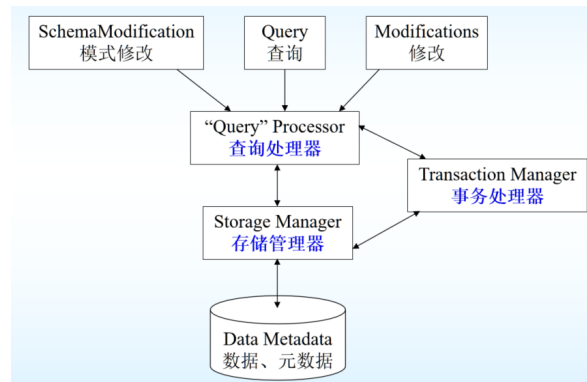 SchemaModification
模式修改
Query
查询
Modifications
修改
“Query” Processor
查询处理器
Transaction Manager
事务处理器
Storage Manager
存储管理器
Data Metadata
数据、元数据